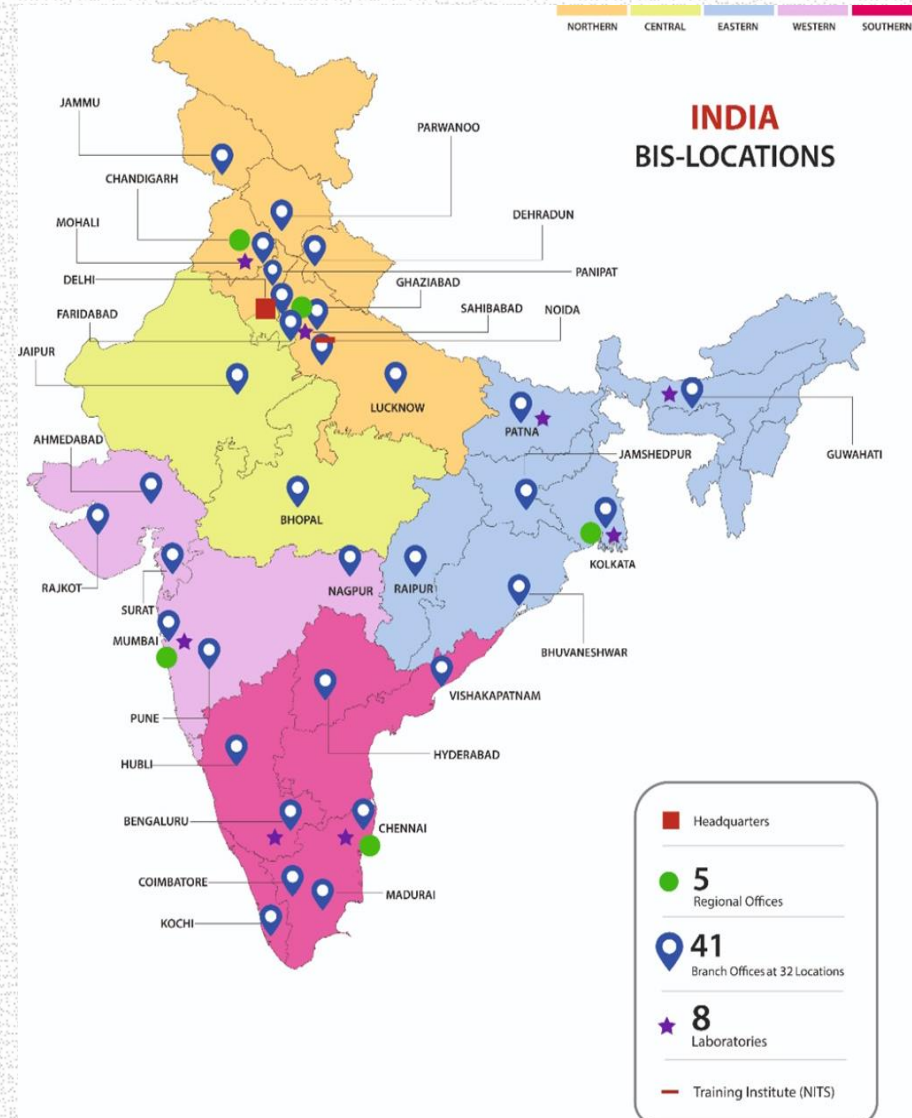 NORTHERN CENTRAL EASTERN WESTERN SOUTHERN
INDIA
BIS-LOCATIONS
JAMMU
PARWANOO
CHANDIGARH
DEHRADUN
MOHALI
PANIPAT
DELHI
GHAZIABAD
SAHIBABAD
NOIDA
FARIDABAD
JAIPUR
LUCKNOW
PATNA
AHMEDABAD
JAMSHEDPUR
GUWAHATI
BHOPAL
KOLKATA
RAJKOT
NAGPUR
RAIPUR
SURAT
MUMBAI
BHUVANESHWAR
VISHAKAPATNAM
PUNE
HYDERABAD
HUBLI
BENGALURU
CHENNAI
COIMBATORE
MADURAI
KOCHI
Headquarters
5
Regional Offices
41
Branch Offices at 32 Locations
8
Laboratories
Training Institute (NITS)